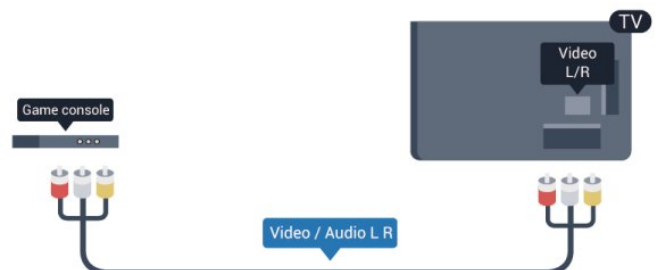 TV
Video
L/R
Game console
Video / Audio L R